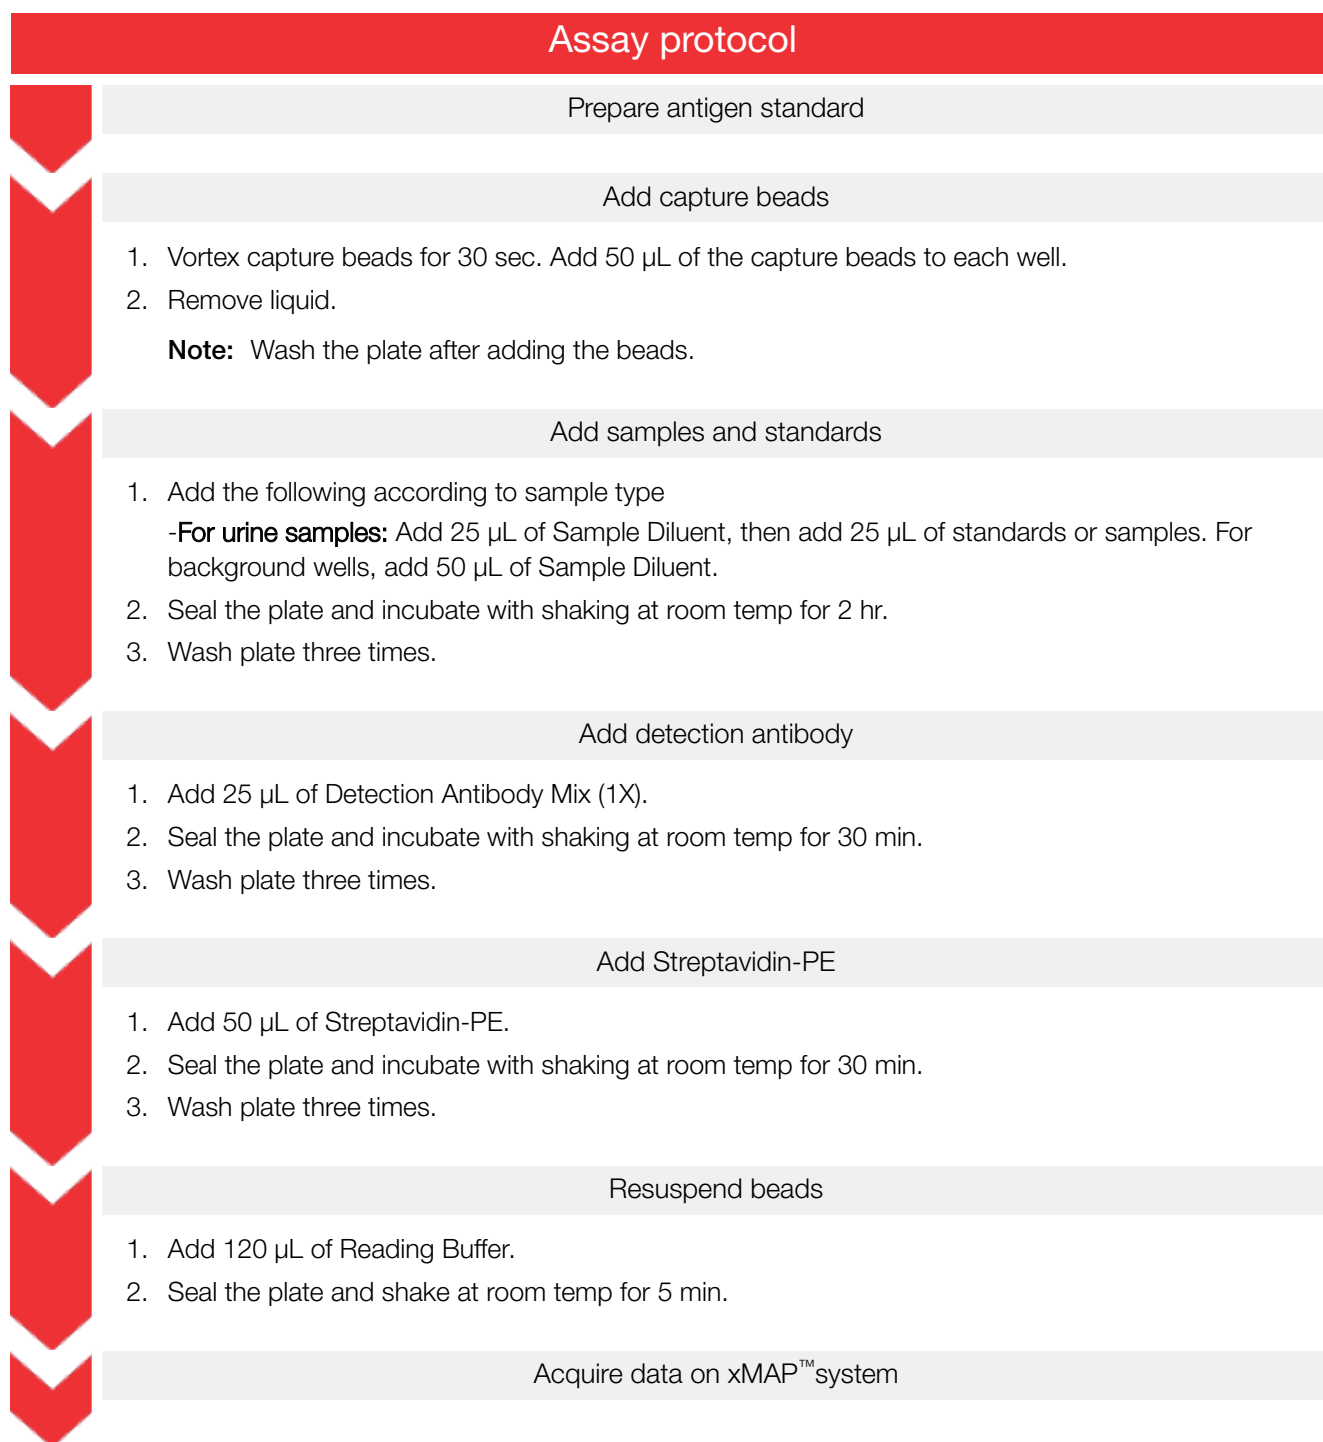 Assay protocol
Prepare antigen standard
Add capture beads
1. Vortex capture beads for 30 sec. Add 50 µL of the capture beads to each well.
2. Remove liquid.
Note: Wash the plate after adding the beads.
Add samples and standards
1. Add the following according to sample type
-For urine samples: Add 25 µL of Sample Diluent, then add 25 µL of standards or samples. For
background wells, add 50 µL of Sample Diluent.
2. Seal the plate and incubate with shaking at room temp for 2 hr.
3. Wash plate three times.
Add detection antibody
1. Add 25 µL of Detection Antibody Mix (1X).
2. Seal the plate and incubate with shaking at room temp for 30 min.
3. Wash plate three times.
Add Streptavidin-PE
1. Add 50 µL of Streptavidin-PE.
2. Seal the plate and incubate with shaking at room temp for 30 min.
3. Wash plate three times.
Resuspend beads
1. Add 120 µL of Reading Buffer.
2. Seal the plate and shake at room temp for 5 min.
Acquire data on xMAP™system